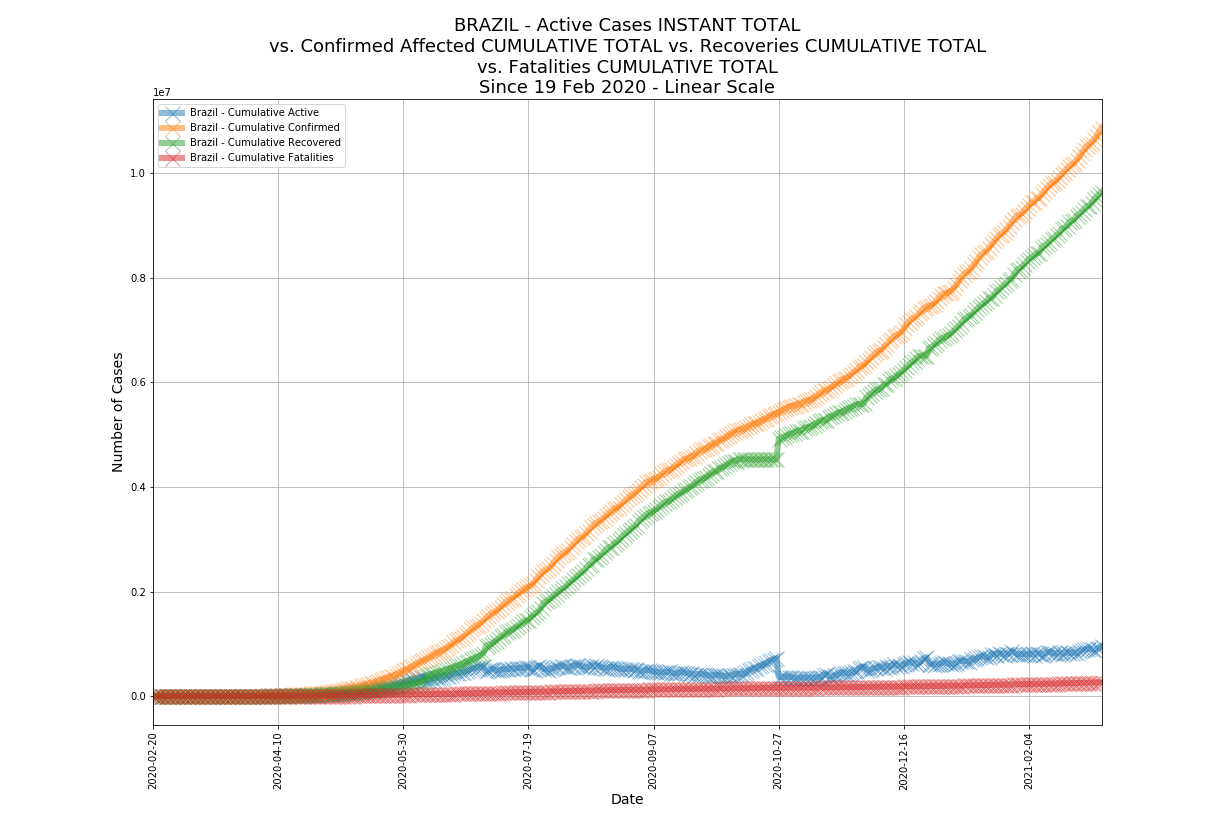 BRAZIL - Active Cases INSTANT TOTAL
vs. Confirmed Affected CUMULATIVE TOTAL vs. Recoveries CUMULATIVE TOTAL
vs. Fatalities CUMULATIVE TOTAL
Since 19 Feb 2020 - Linear Scale
1e7
Brazil - Cumulative Active
Brazil - Cumulative Confirmed
Brazil - Cumulative Recovered
Brazil - Cumulative Fatalities
Number of Cases
1.0
0.8
0.6
0.4
0.2
0.0
2020-02-20
2020-04-10
2020-05-30
2020-07-19
2020-09-07
2020-10-27
2020-12-16
2021-02-04
Date